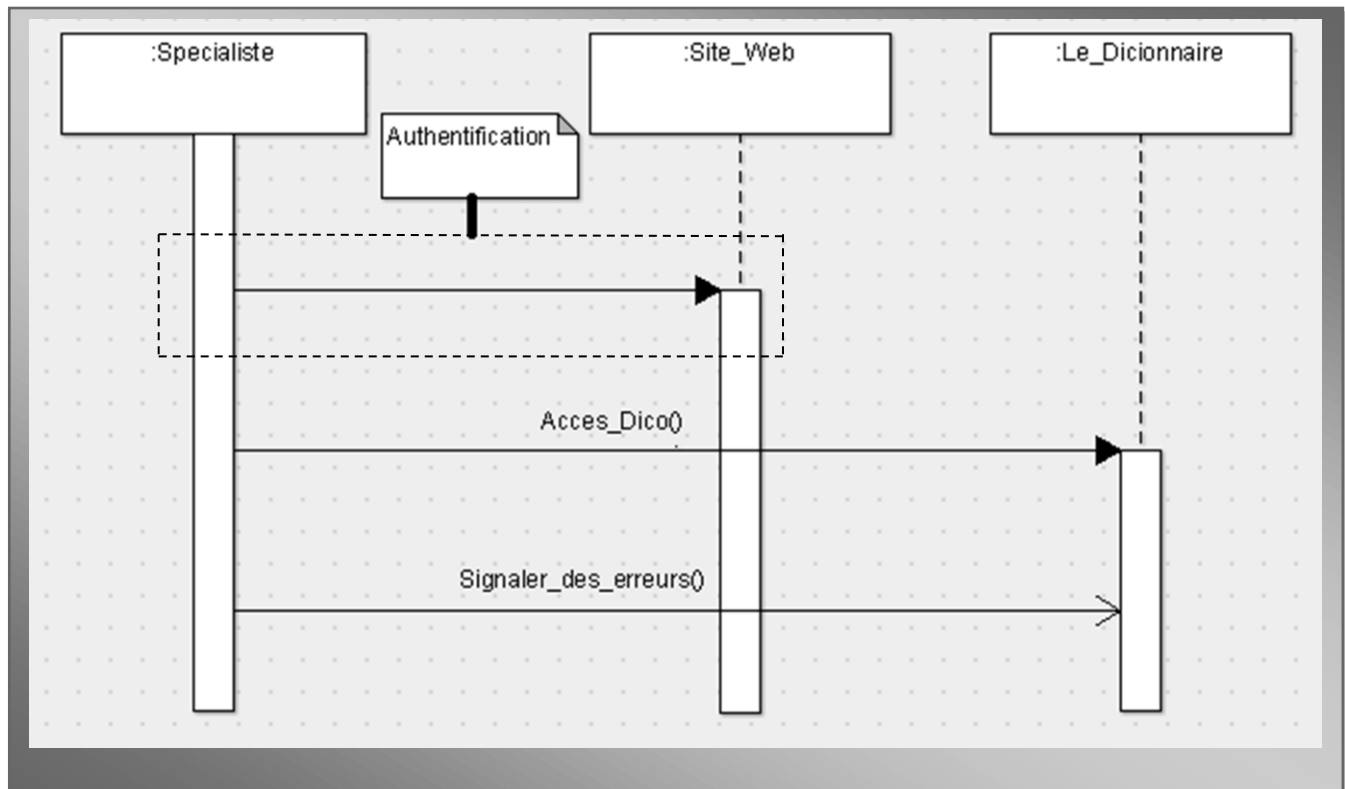 :Specialiste
:Site_Web
:Le_Dicionnaire
Authentification
Acces_Dico()
Signaler_des_erreurs()